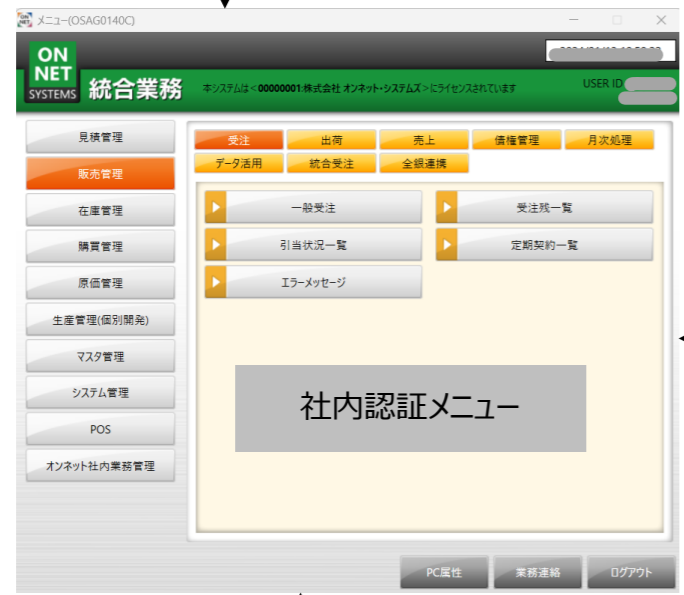 メニュー(OSAG0140C)
ON
NET
SYSTEMS
統合業務
本システムは<00000001:株式会社 オンネット・システムズ>にライセンスされています
USER ID
見積管理
販売管理
在庫管理
購買管理
原価管理
生産管理(個別開発)
マスタ管理
システム管理
POS
オンネット社内業務管理
受注 出荷 売上 債権管理 月次処理
データ活用 統合受注 全銀連携
一般受注 受注残一覧
引当状況一覧 定期契約一覧
エラーメッセージ
社内認証メニュー
PC属性 業務連絡 ログアウト